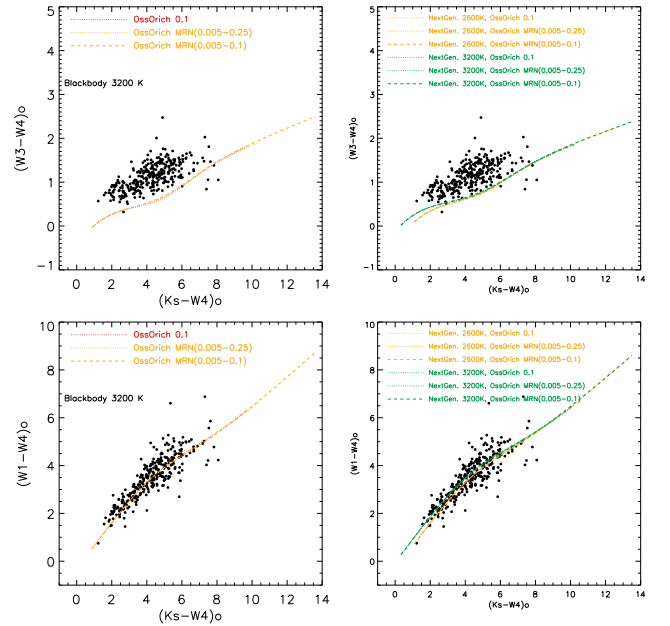 OssOrich 0.1
OssOrich MRN(0.005-0.25)
OssOrich MRN(0.005-0.1)
Blackbody 3200 K
(W3-W4)o
5
4
3
2
1
0
-1
0 2 4 6 8 10 12 14
(Ks-W4)o
NextGen. 2600K, OssOrich 0.1
NextGen. 2600K, OssOrich MRN(0.005-0.25)
NextGen. 2600K, OssOrich MRN(0.005-0.1)
NextGen. 3200K, OssOrich 0.1
NextGen. 3200K, OssOrich MRN(0.005-0.25)
NextGen. 3200K, OssOrich MRN(0.005-0.1)
(W3-W4)o
5
4
3
2
1
0
-1
0 2 4 6 8 10 12 14
(Ks-W4)o
OssOrich 0.1
OssOrich MRN(0.005-0.25)
OssOrich MRN(0.005-0.1)
Blackbody 3200 K
(W1-W4)o
10
8
6
4
2
0
0 2 4 6 8 10 12 14
(Ks-W4)o
NextGen. 2600K, OssOrich 0.1
NextGen. 2600K, OssOrich MRN(0.005-0.25)
NextGen. 2600K, OssOrich MRN(0.005-0.1)
NextGen. 3200K, OssOrich 0.1
NextGen. 3200K, OssOrich MRN(0.005-0.25)
NextGen. 3200K, OssOrich MRN(0.005-0.1)
(W1-W4)o
10
8
6
4
2
0
0 2 4 6 8 10 12 14
(Ks-W4)o